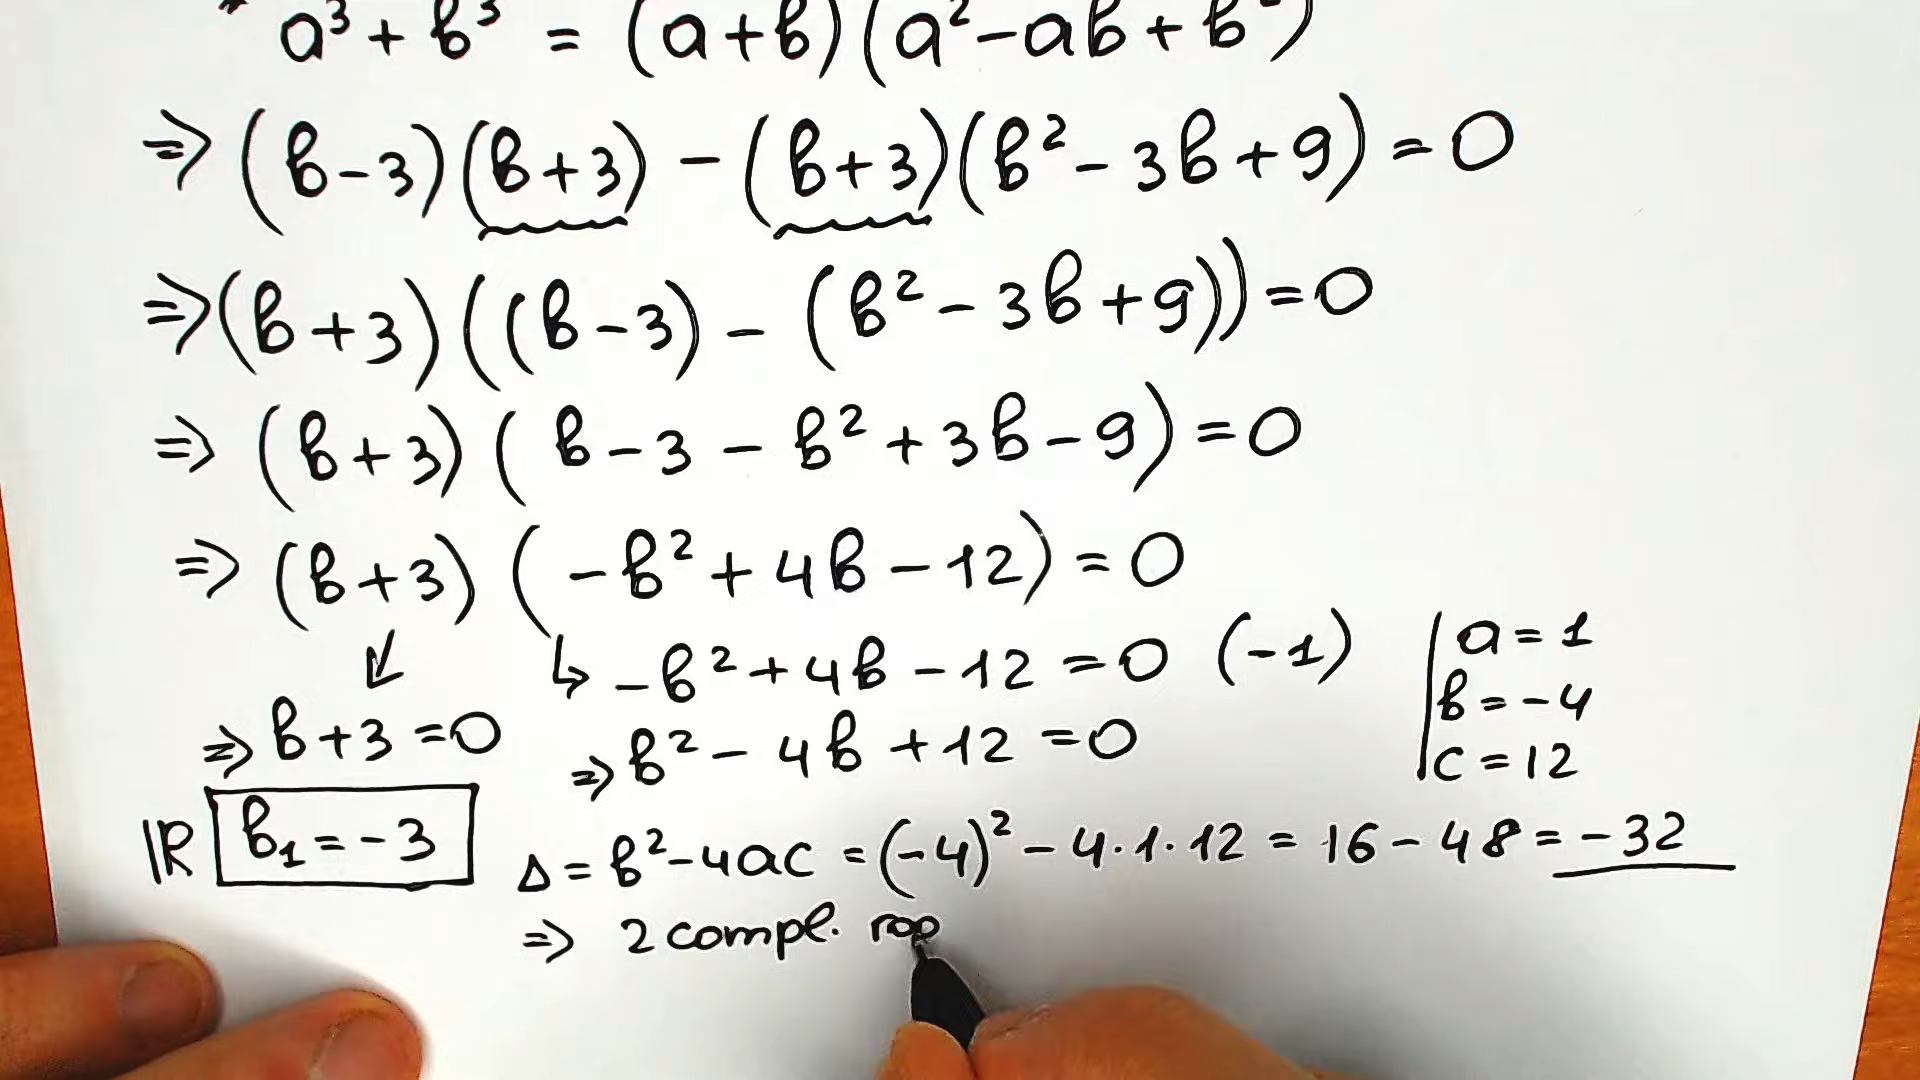 * a³ + b³ = (a+b)(a²-ab+b²)
=> (b-3)(b+3) - (b+3)(b²-3b+9) = 0
=> (b+3)((b-3) - (b²-3b+9)) = 0
=> (b+3)(b-3-b²+3b-9) = 0
=> (b+3)(-b²+4b-12) = 0
↙ ↳ -b²+4b-12 = 0 (-1)
=> b+3 = 0
=> b²-4b+12 = 0
a = 1
b = -4
c = 12
ℝ b₁ = -3
Δ = b²-4ac = (-4)²-4·1·12 = 16-48 = -32
=> 2 compl. roo